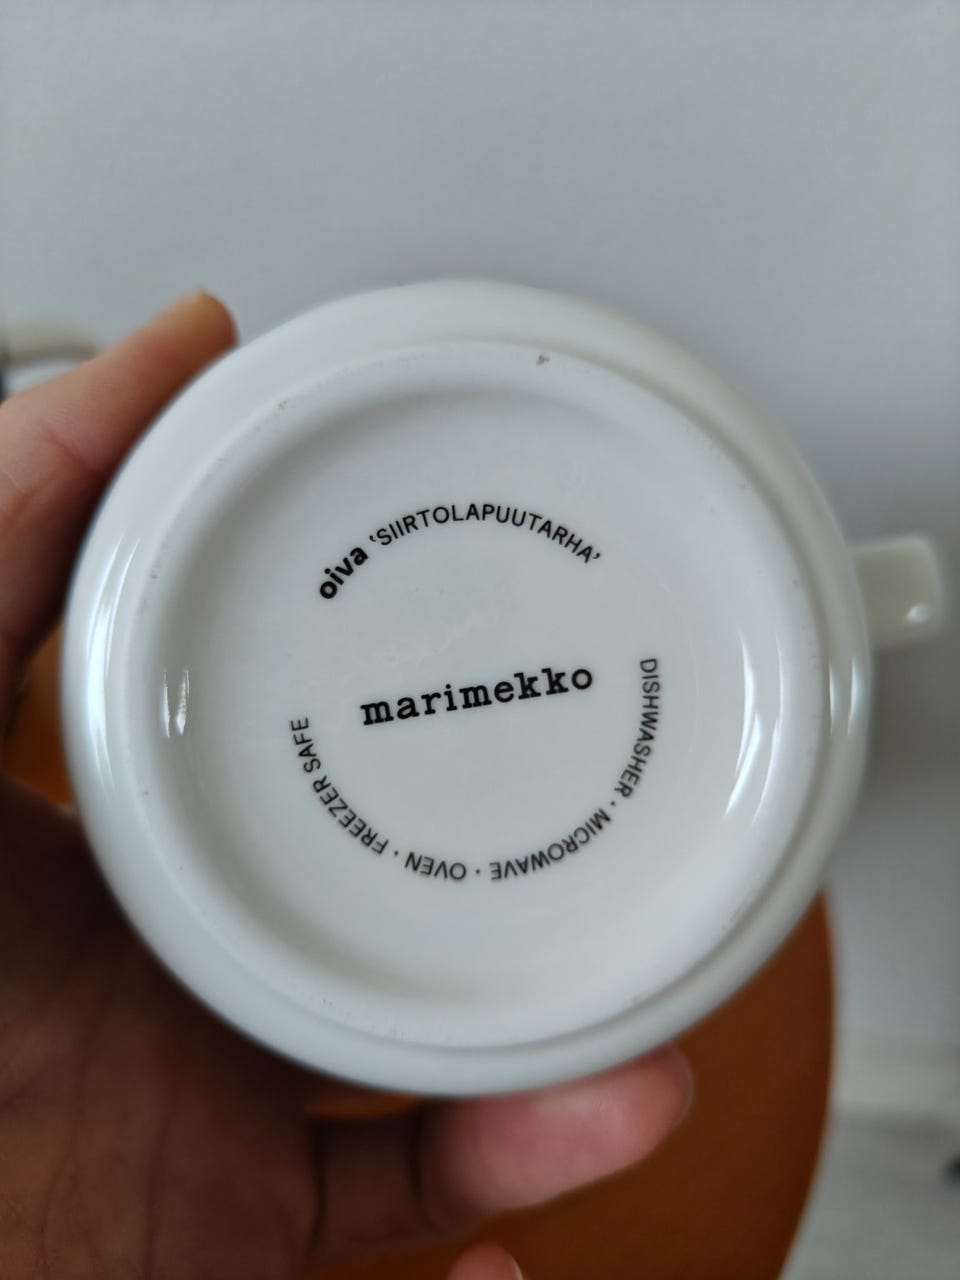 oiva ‘SIIRTOLAPUUTARHA’
marimekko
DISHWASHER · MICROWAVE · OVEN · FREEZER SAFE